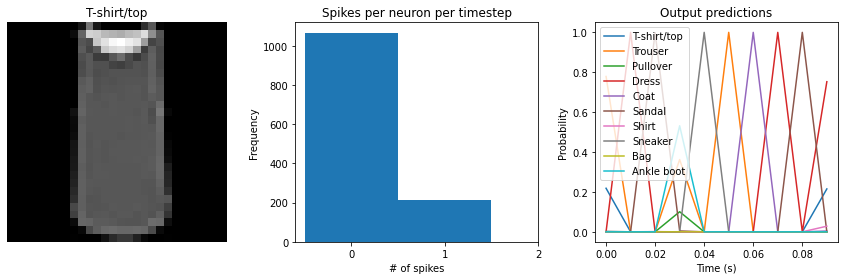 T-shirt/top
Spikes per neuron per timestep
Frequency
1000
800
600
400
200
0
0 1 2
# of spikes
Output predictions
Probability
1.0
0.8
0.6
0.4
0.2
0.0
T-shirt/top
Trouser
Pullover
Dress
Coat
Sandal
Shirt
Sneaker
Bag
Ankle boot
0.00 0.02 0.04 0.06 0.08
Time (s)